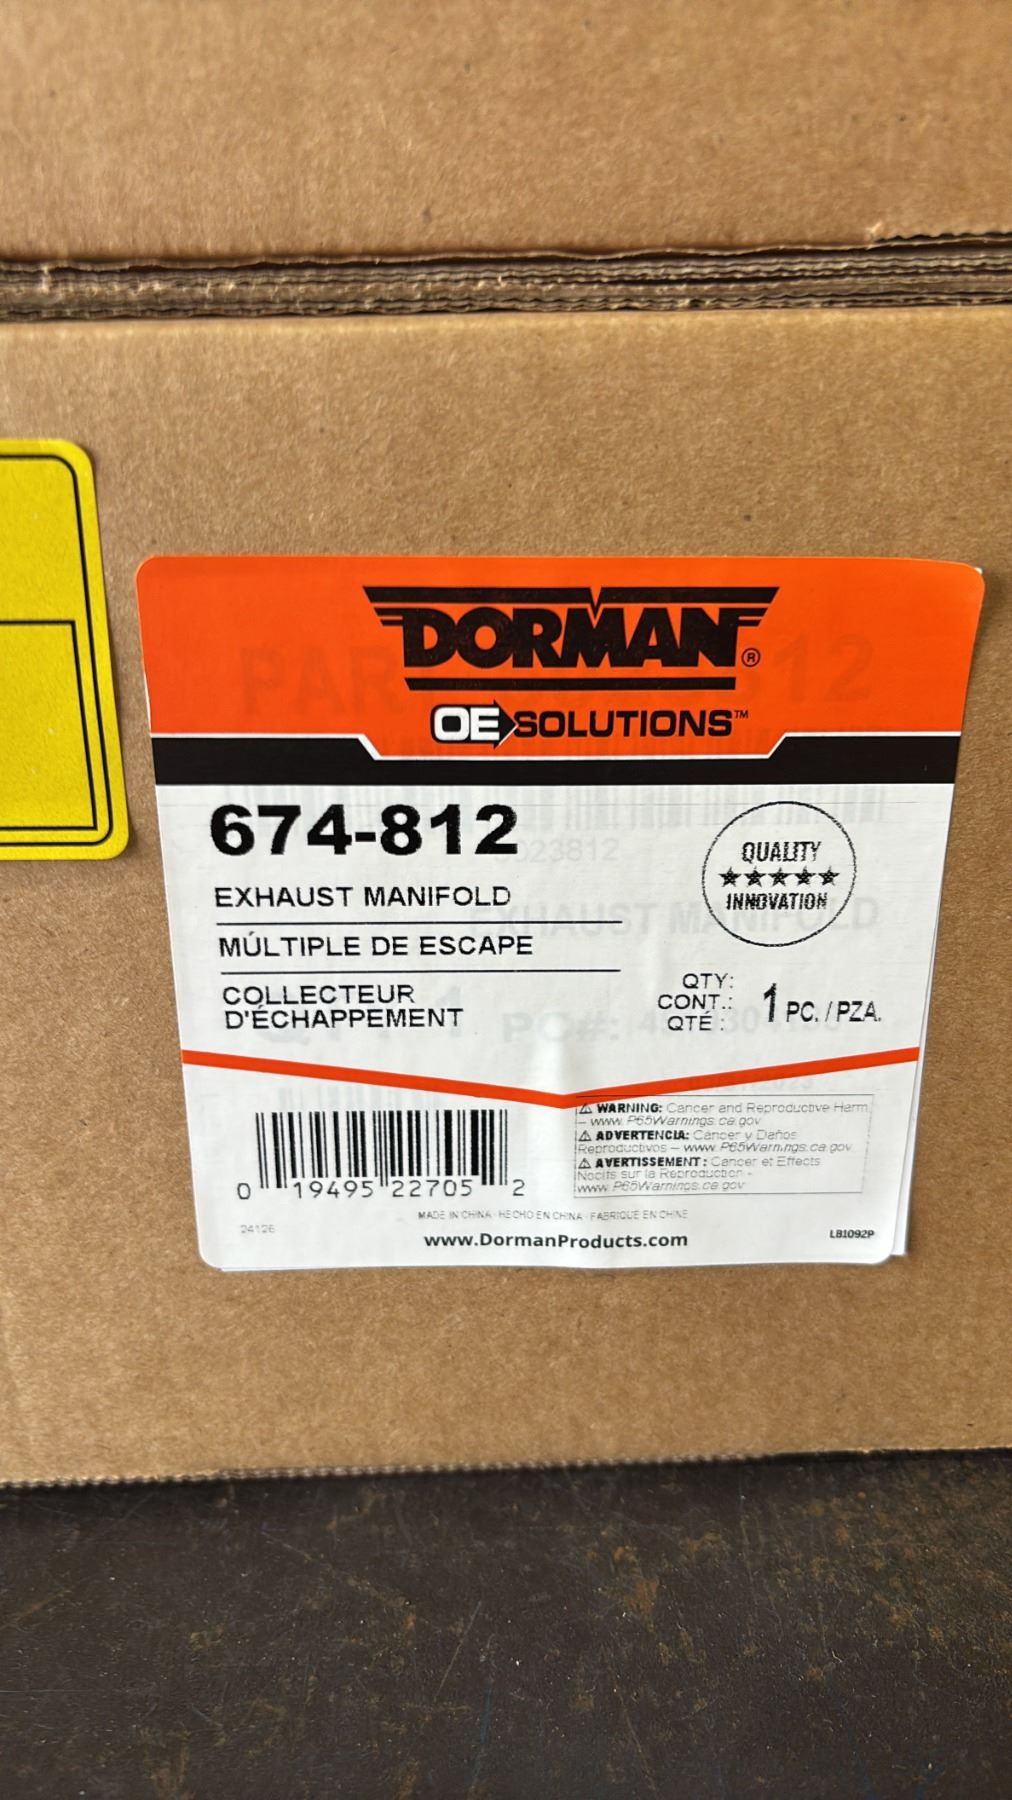 DORMAN®
OE SOLUTIONS™
674-812
EXHAUST MANIFOLD
MÚLTIPLE DE ESCAPE
COLLECTEUR
D'ÉCHAPPEMENT
QUALITY
★★★★★
INNOVATION
QTY:
CONT.:
QTÉ :
1 PC. / PZA.
0 19495 22705 2
⚠ WARNING: Cancer and Reproductive Harm
– www.P65Warnings.ca.gov
⚠ ADVERTENCIA: Cancer y Daños
Reproductivos – www.P65Warnings.ca.gov
⚠ AVERTISSEMENT : Cancer et Effects
Nocifs sur la Reproduction -
www.P65Warnings.ca.gov
MADE IN CHINA - HECHO EN CHINA - FABRIQUÉ EN CHINE
24126
www.DormanProducts.com
LB1092P